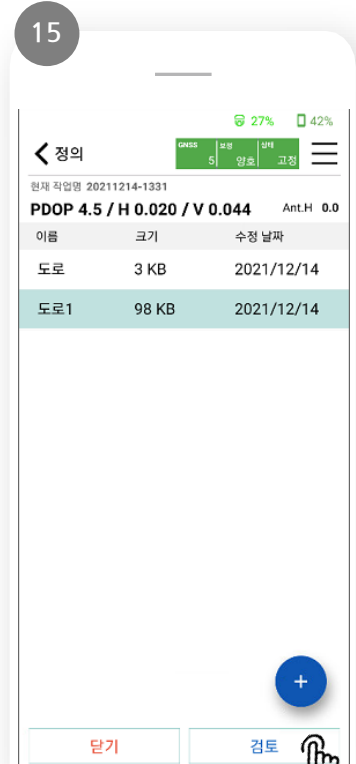 15
27% 42%
정의 GNSS 5 보정 양호 상태 고정
현재 작업명 20211214-1331
PDOP 4.5 / H 0.020 / V 0.044 Ant.H 0.0
이름 크기 수정 날짜
도로 3 KB 2021/12/14
도로1 98 KB 2021/12/14
+
닫기 검토